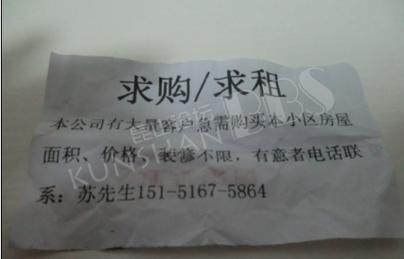 求购/求租
本公司有大量客户急需购买本小区房屋
面积、价格、装修不限，有意者电话联
系：苏先生151-5167-5864
KUNSHAN BBS